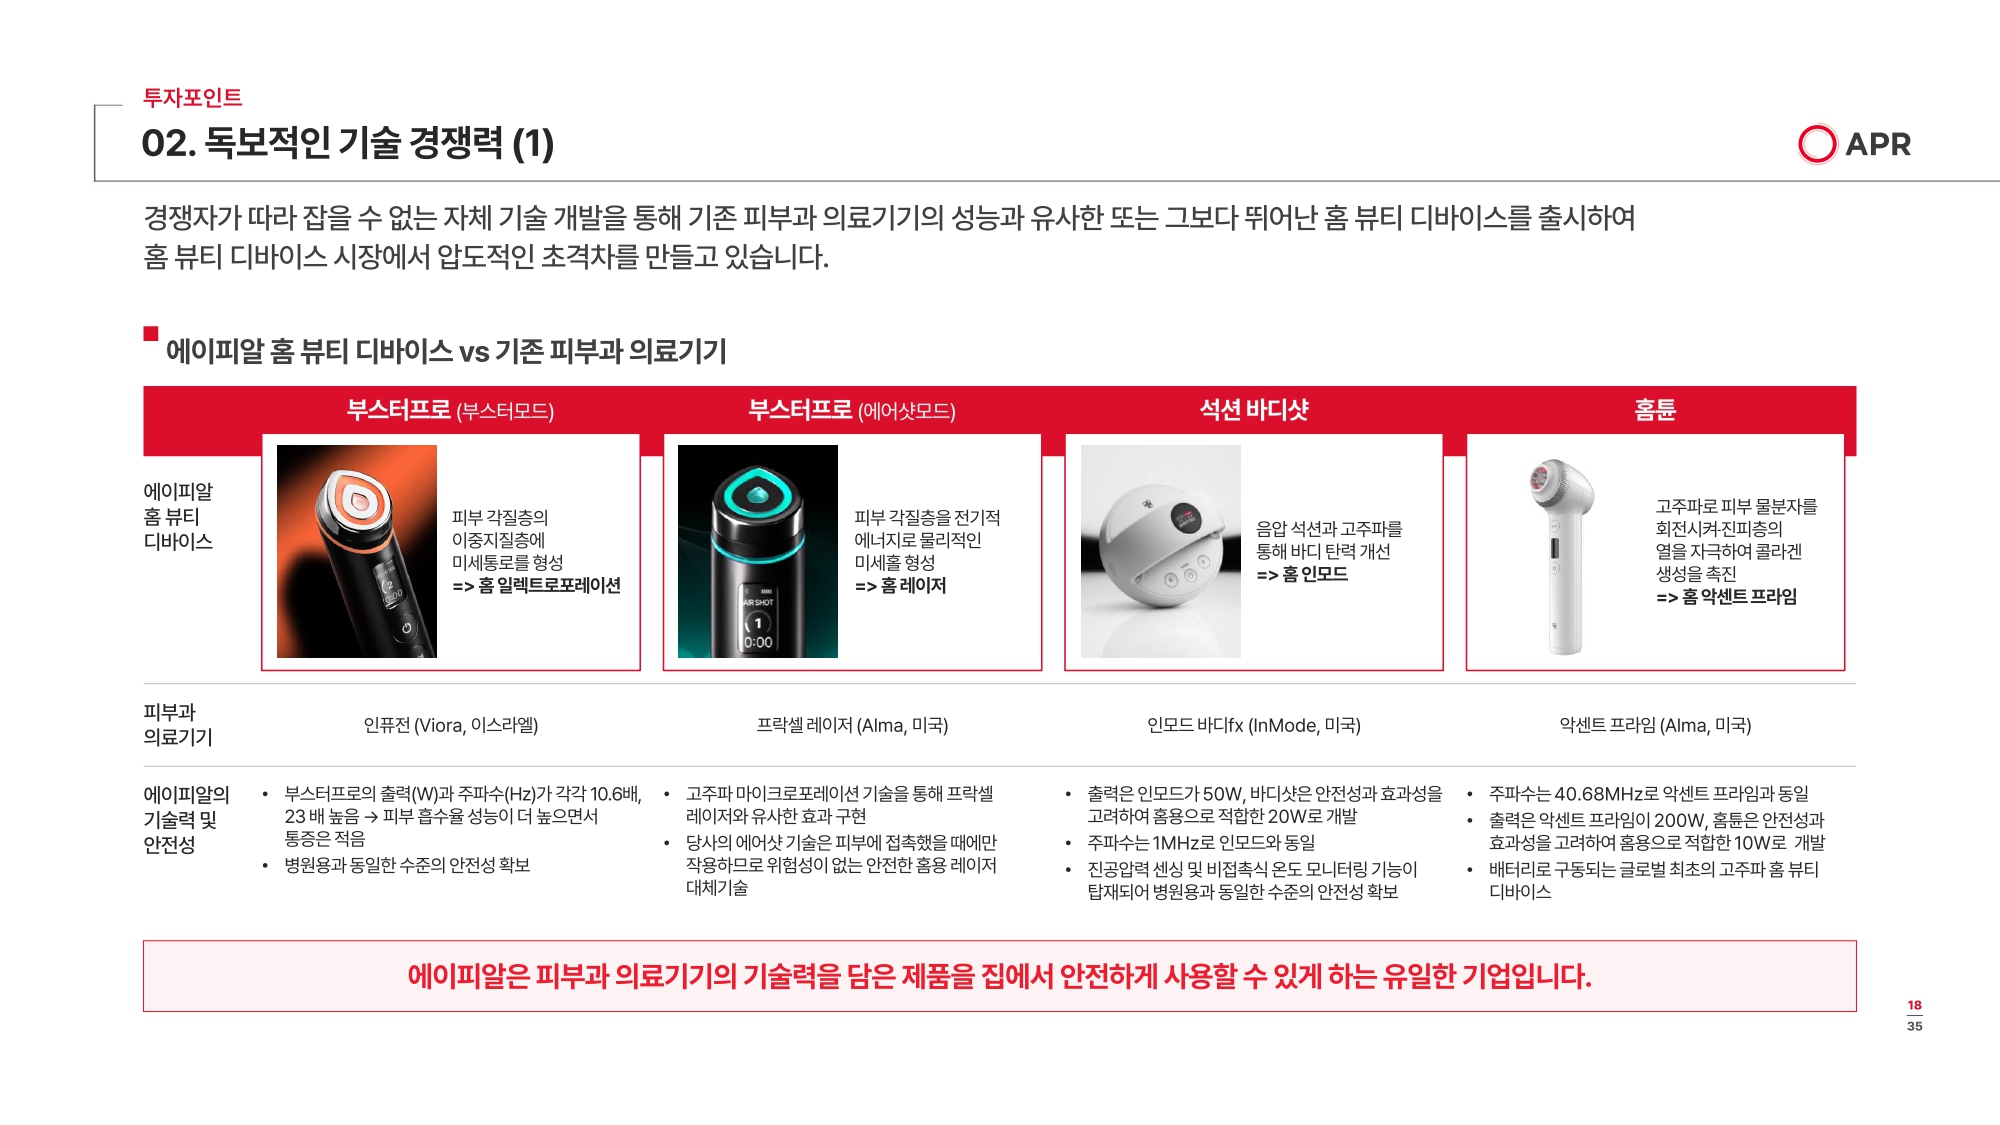 투자포인트
02. 독보적인 기술 경쟁력 (1)
APR
경쟁자가 따라 잡을 수 없는 자체 기술 개발을 통해 기존 피부과 의료기기의 성능과 유사한 또는 그보다 뛰어난 홈 뷰티 디바이스를 출시하여
홈 뷰티 디바이스 시장에서 압도적인 초격차를 만들고 있습니다.
에이피알 홈 뷰티 디바이스 vs 기존 피부과 의료기기
부스터프로 (부스터모드)
부스터프로 (에어샷모드)
석션 바디샷
홈튠
에이피알
홈 뷰티
디바이스
피부 각질층의
이중지질층에
미세통로를 형성
=> 홈 일렉트로포레이션
AIR SHOT
1
0:00
피부 각질층을 전기적
에너지로 물리적인
미세홀 형성
=> 홈 레이저
음압 석션과 고주파를
통해 바디 탄력 개선
=> 홈 인모드
고주파로 피부 물분자를
회전시켜-진피층의
열을 자극하여 콜라겐
생성을 촉진
=> 홈 악센트 프라임
피부과
의료기기
인퓨전 (Viora, 이스라엘)
프락셀 레이저 (Alma, 미국)
인모드 바디fx (InMode, 미국)
악센트 프라임 (Alma, 미국)
에이피알의
기술력 및
안전성
• 부스터프로의 출력(W)과 주파수(Hz)가 각각 10.6배,
23 배 높음 → 피부 흡수율 성능이 더 높으면서
통증은 적음
• 병원용과 동일한 수준의 안전성 확보
• 고주파 마이크로포레이션 기술을 통해 프락셀
레이저와 유사한 효과 구현
• 당사의 에어샷 기술은 피부에 접촉했을 때에만
작용하므로 위험성이 없는 안전한 홈용 레이저
대체기술
• 출력은 인모드가 50W, 바디샷은 안전성과 효과성을
고려하여 홈용으로 적합한 20W로 개발
• 주파수는 1MHz로 인모드와 동일
• 진공압력 센싱 및 비접촉식 온도 모니터링 기능이
탑재되어 병원용과 동일한 수준의 안전성 확보
• 주파수는 40.68MHz로 악센트 프라임과 동일
• 출력은 악센트 프라임이 200W, 홈튠은 안전성과
효과성을 고려하여 홈용으로 적합한 10W로 개발
• 배터리로 구동되는 글로벌 최초의 고주파 홈 뷰티
디바이스
에이피알은 피부과 의료기기의 기술력을 담은 제품을 집에서 안전하게 사용할 수 있게 하는 유일한 기업입니다.
18
35